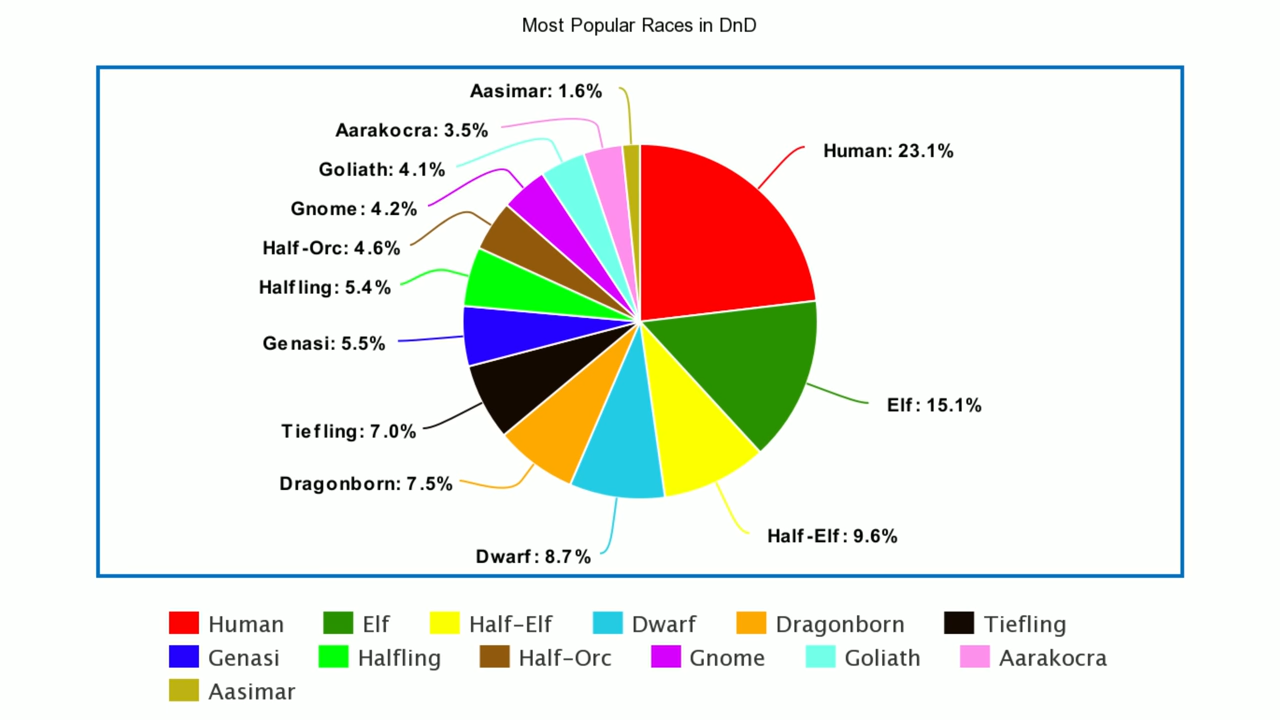 Most Popular Races in DnD
Aasimar: 1.6%
Aarakocra: 3.5%
Human: 23.1%
Goliath: 4.1%
Gnome: 4.2%
Half-Orc: 4.6%
Halfling: 5.4%
Genasi: 5.5%
Elf: 15.1%
Tiefling: 7.0%
Dragonborn: 7.5%
Half-Elf: 9.6%
Dwarf: 8.7%
Human Elf Half-Elf Dwarf Dragonborn Tiefling
Genasi Halfling Half-Orc Gnome Goliath Aarakocra
Aasimar